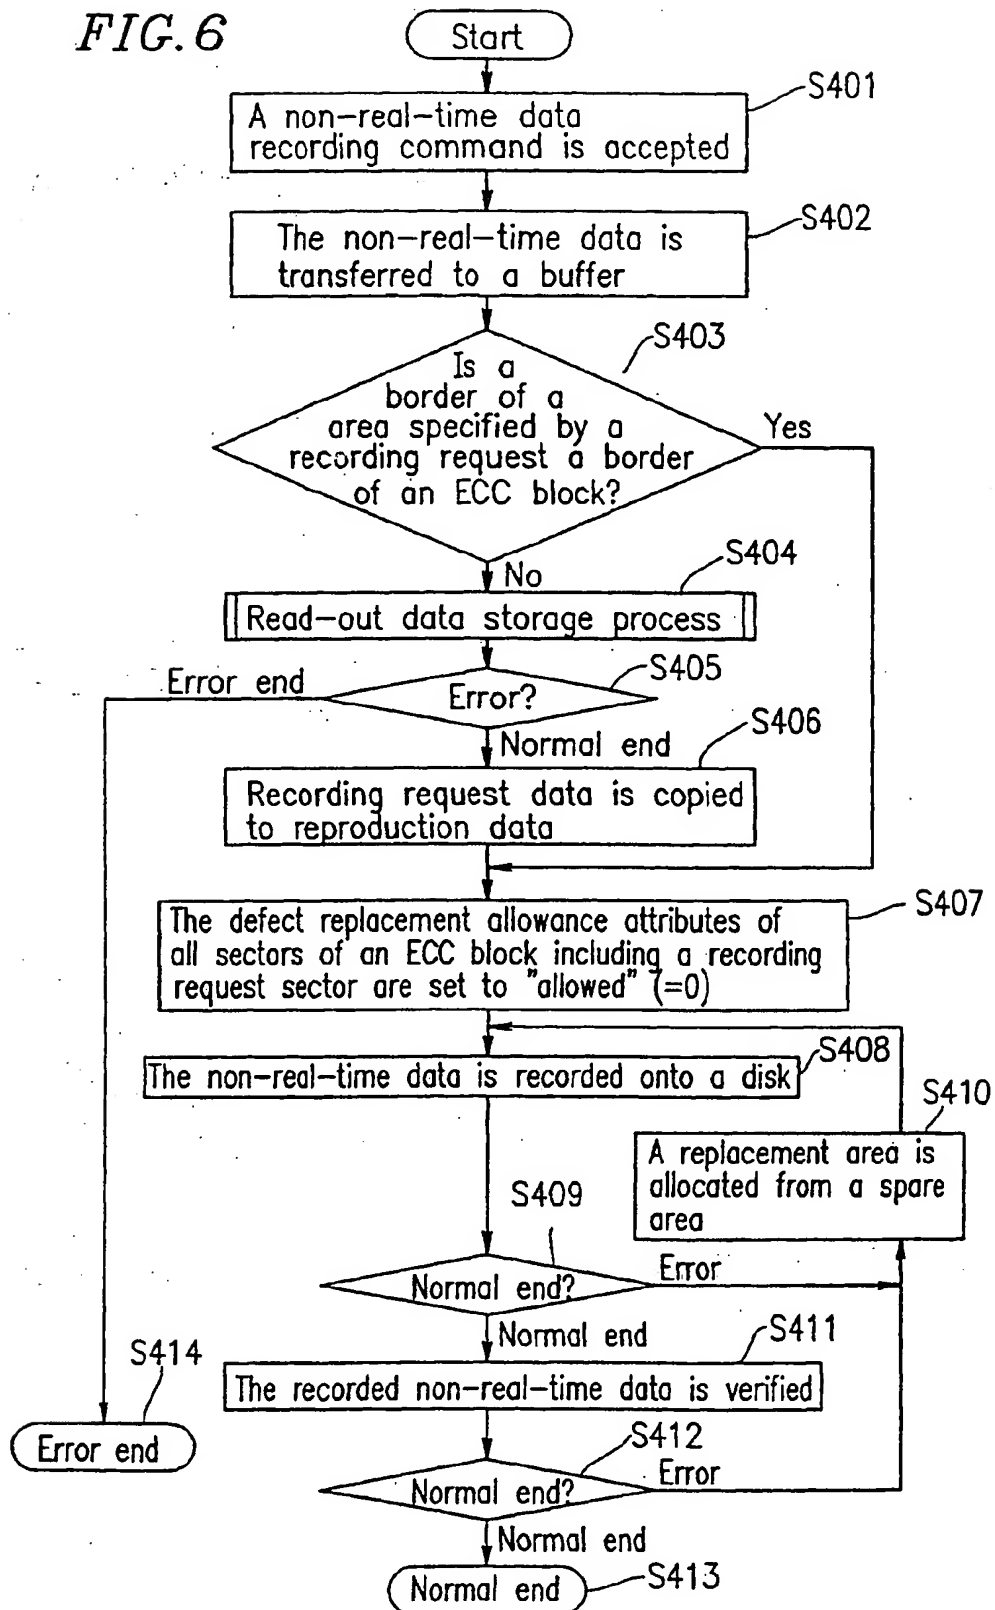 FIG. 6
Start
S401
A non-real-time data
recording command is accepted
S402
The non-real-time data is
transferred to a buffer
S403
Is a
border of a
area specified by a
recording request a border
of an ECC block?
Yes
No
S404
Read-out data storage process
S405
Error end
Error?
Normal end
S406
Recording request data is copied
to reproduction data
S407
The defect replacement allowance attributes of
all sectors of an ECC block including a recording
request sector are set to "allowed" (=0)
S408
The non-real-time data is recorded onto a disk
S410
A replacement area is
allocated from a spare
area
S409
Normal end?
Error
Normal end
S411
The recorded non-real-time data is verified
S414
Error end
S412
Normal end?
Error
Normal end
Normal end
S413